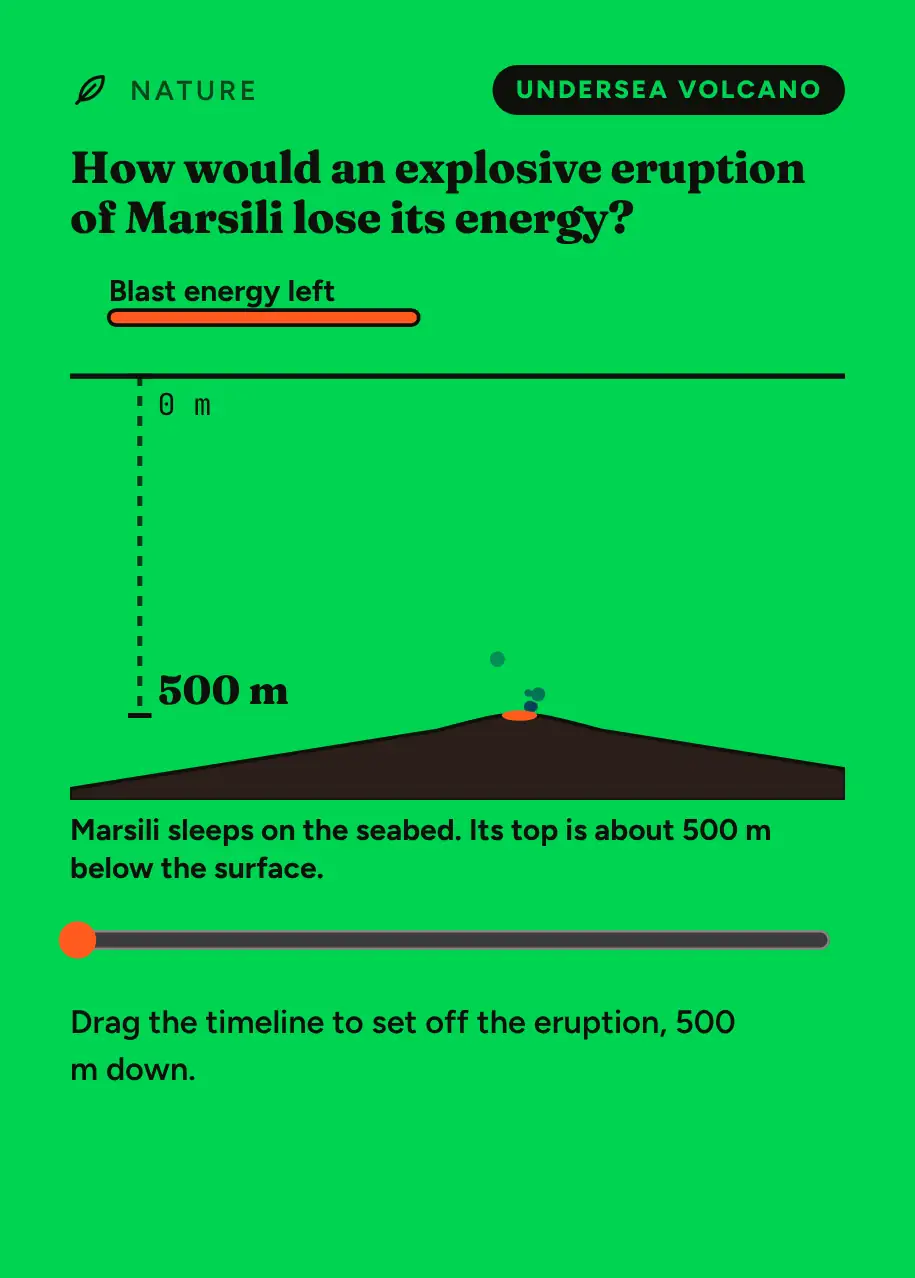 NATURE
UNDERSEA VOLCANO
How would an explosive eruption
of Marsili lose its energy?
Blast energy left
0 m
500 m
Marsili sleeps on the seabed. Its top is about 500 m
below the surface.
Drag the timeline to set off the eruption, 500
m down.